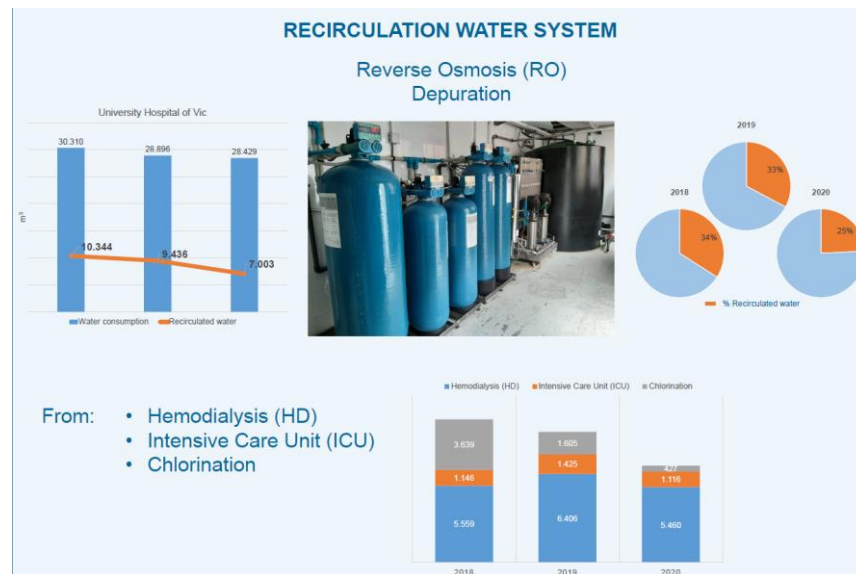 RECIRCULATION WATER SYSTEM
Reverse Osmosis (RO)
Depuration
University Hospital of Vic
30.310
28.896
28.429
m³
10.344
9.436
7.003
Water consumption
Recirculated water
2019
33%
2018
34%
2020
25%
% Recirculated water
From:
• Hemodialysis (HD)
• Intensive Care Unit (ICU)
• Chlorination
Hemodialysis (HD)
Intensive Care Unit (ICU)
Chlorination
3.639
1.146
5.559
1.605
1.425
6.406
427
1.116
5.460
2018
2019
2020